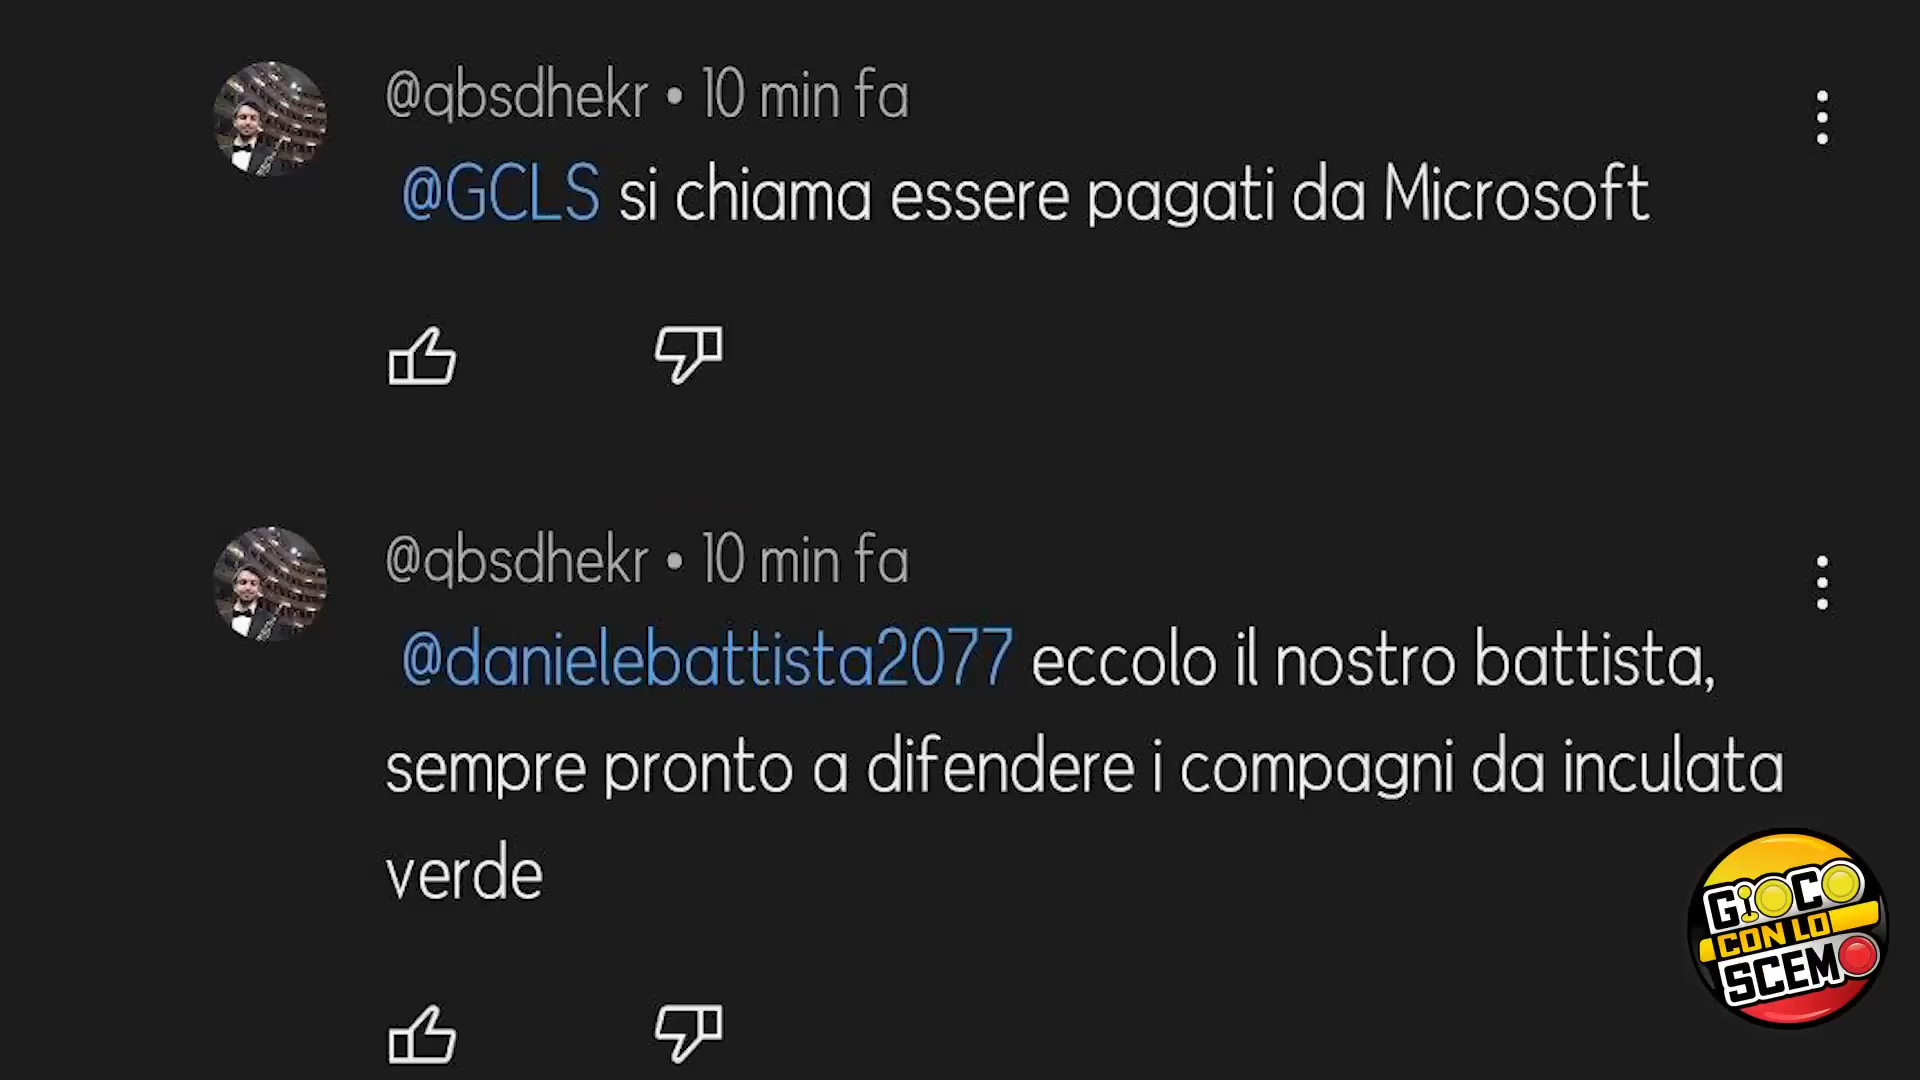 @qbsdhekr • 10 min fa
@GCLS si chiama essere pagati da Microsoft
@qbsdhekr • 10 min fa
@danielebattista2077 eccolo il nostro battista,
sempre pronto a difendere i compagni da inculata
verde
GIOCO
CON LO
SCEMO